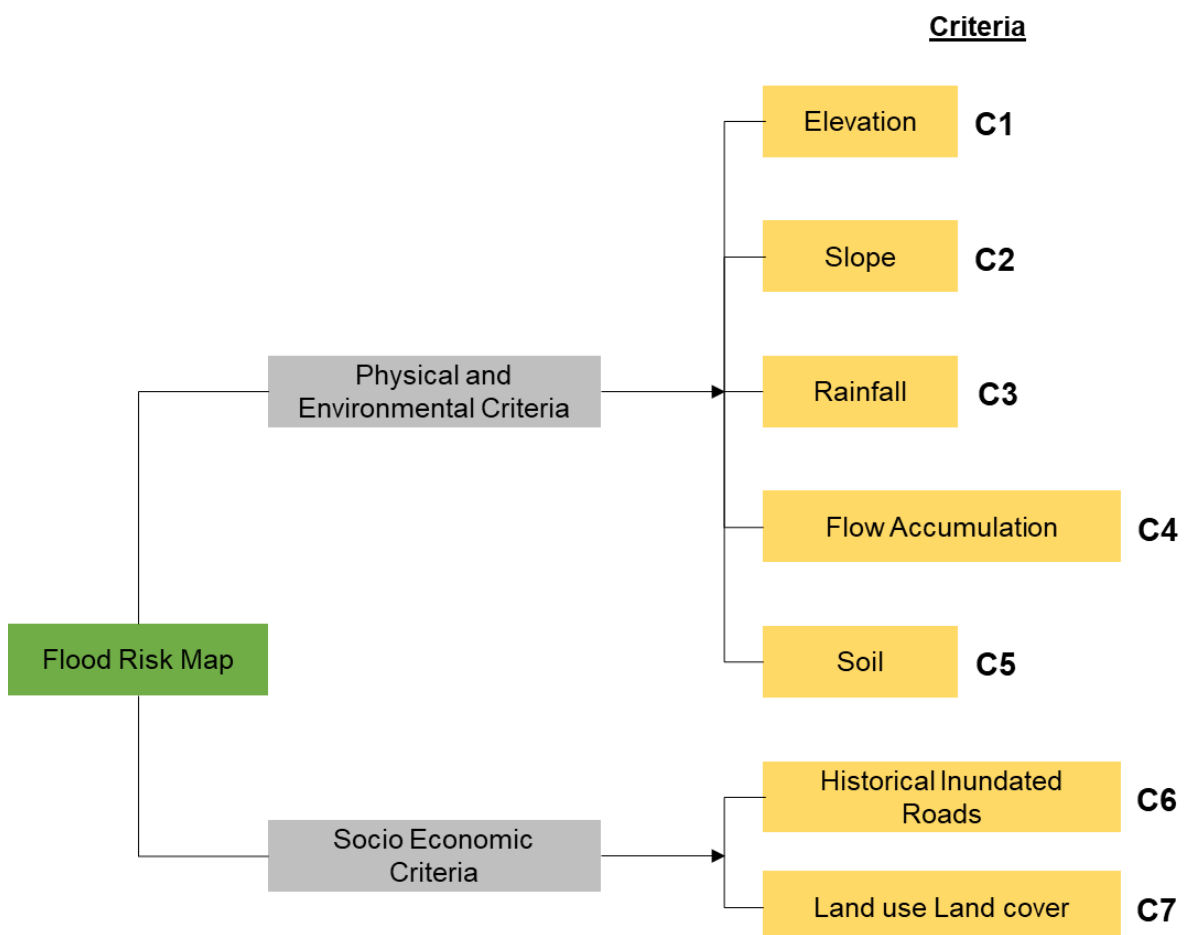 Criteria
Elevation C1
Slope C2
Physical and
Environmental Criteria
Rainfall C3
Flow Accumulation C4
Flood Risk Map
Soil C5
Historical Inundated
Roads
C6
Socio Economic
Criteria
Land use Land cover C7